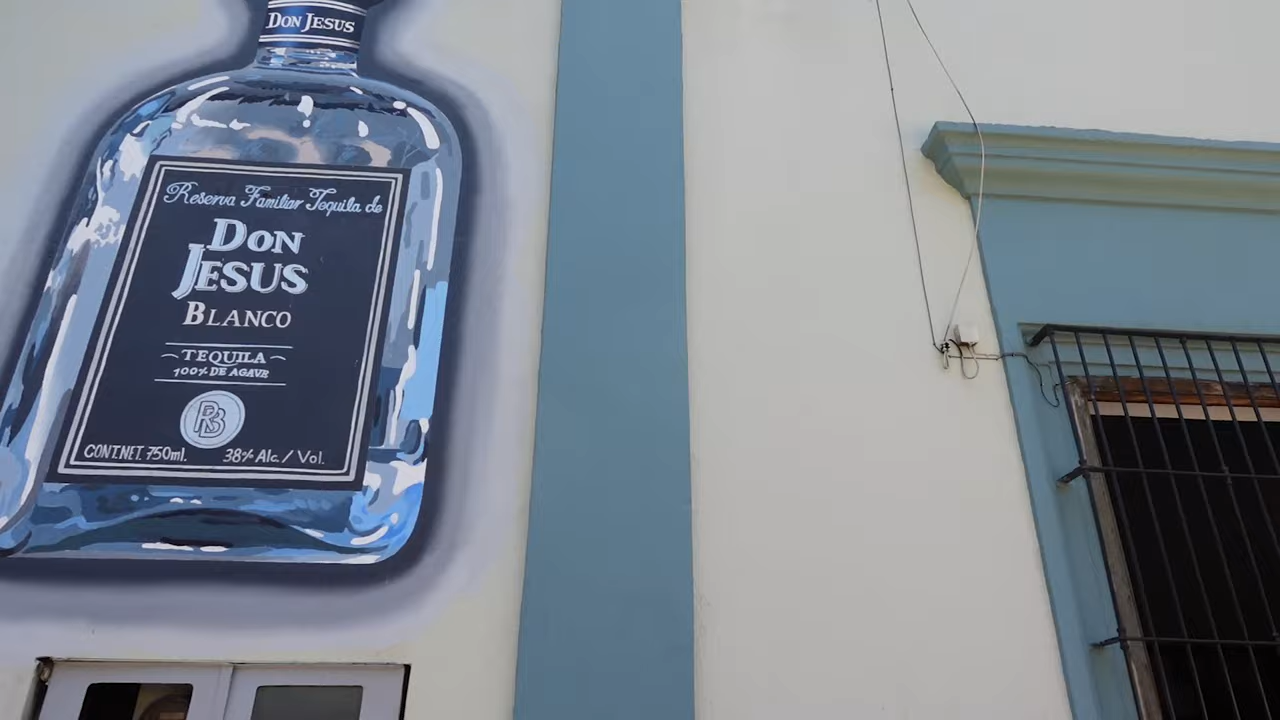 DON JESUS
Reserva Familiar Tequila de
DON
JESUS
BLANCO
TEQUILA
100% DE AGAVE
RB
CONT.NET. 750ml. 38% Alc. / Vol.